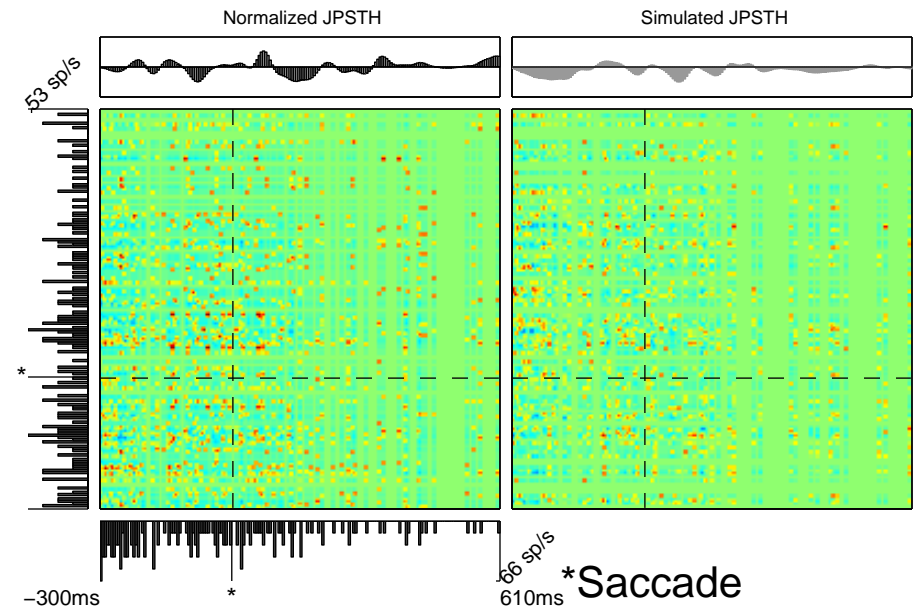 Normalized JPSTH
Simulated JPSTH
53 sp/s
*
66 sp/s
*Saccade
−300ms
*
610ms